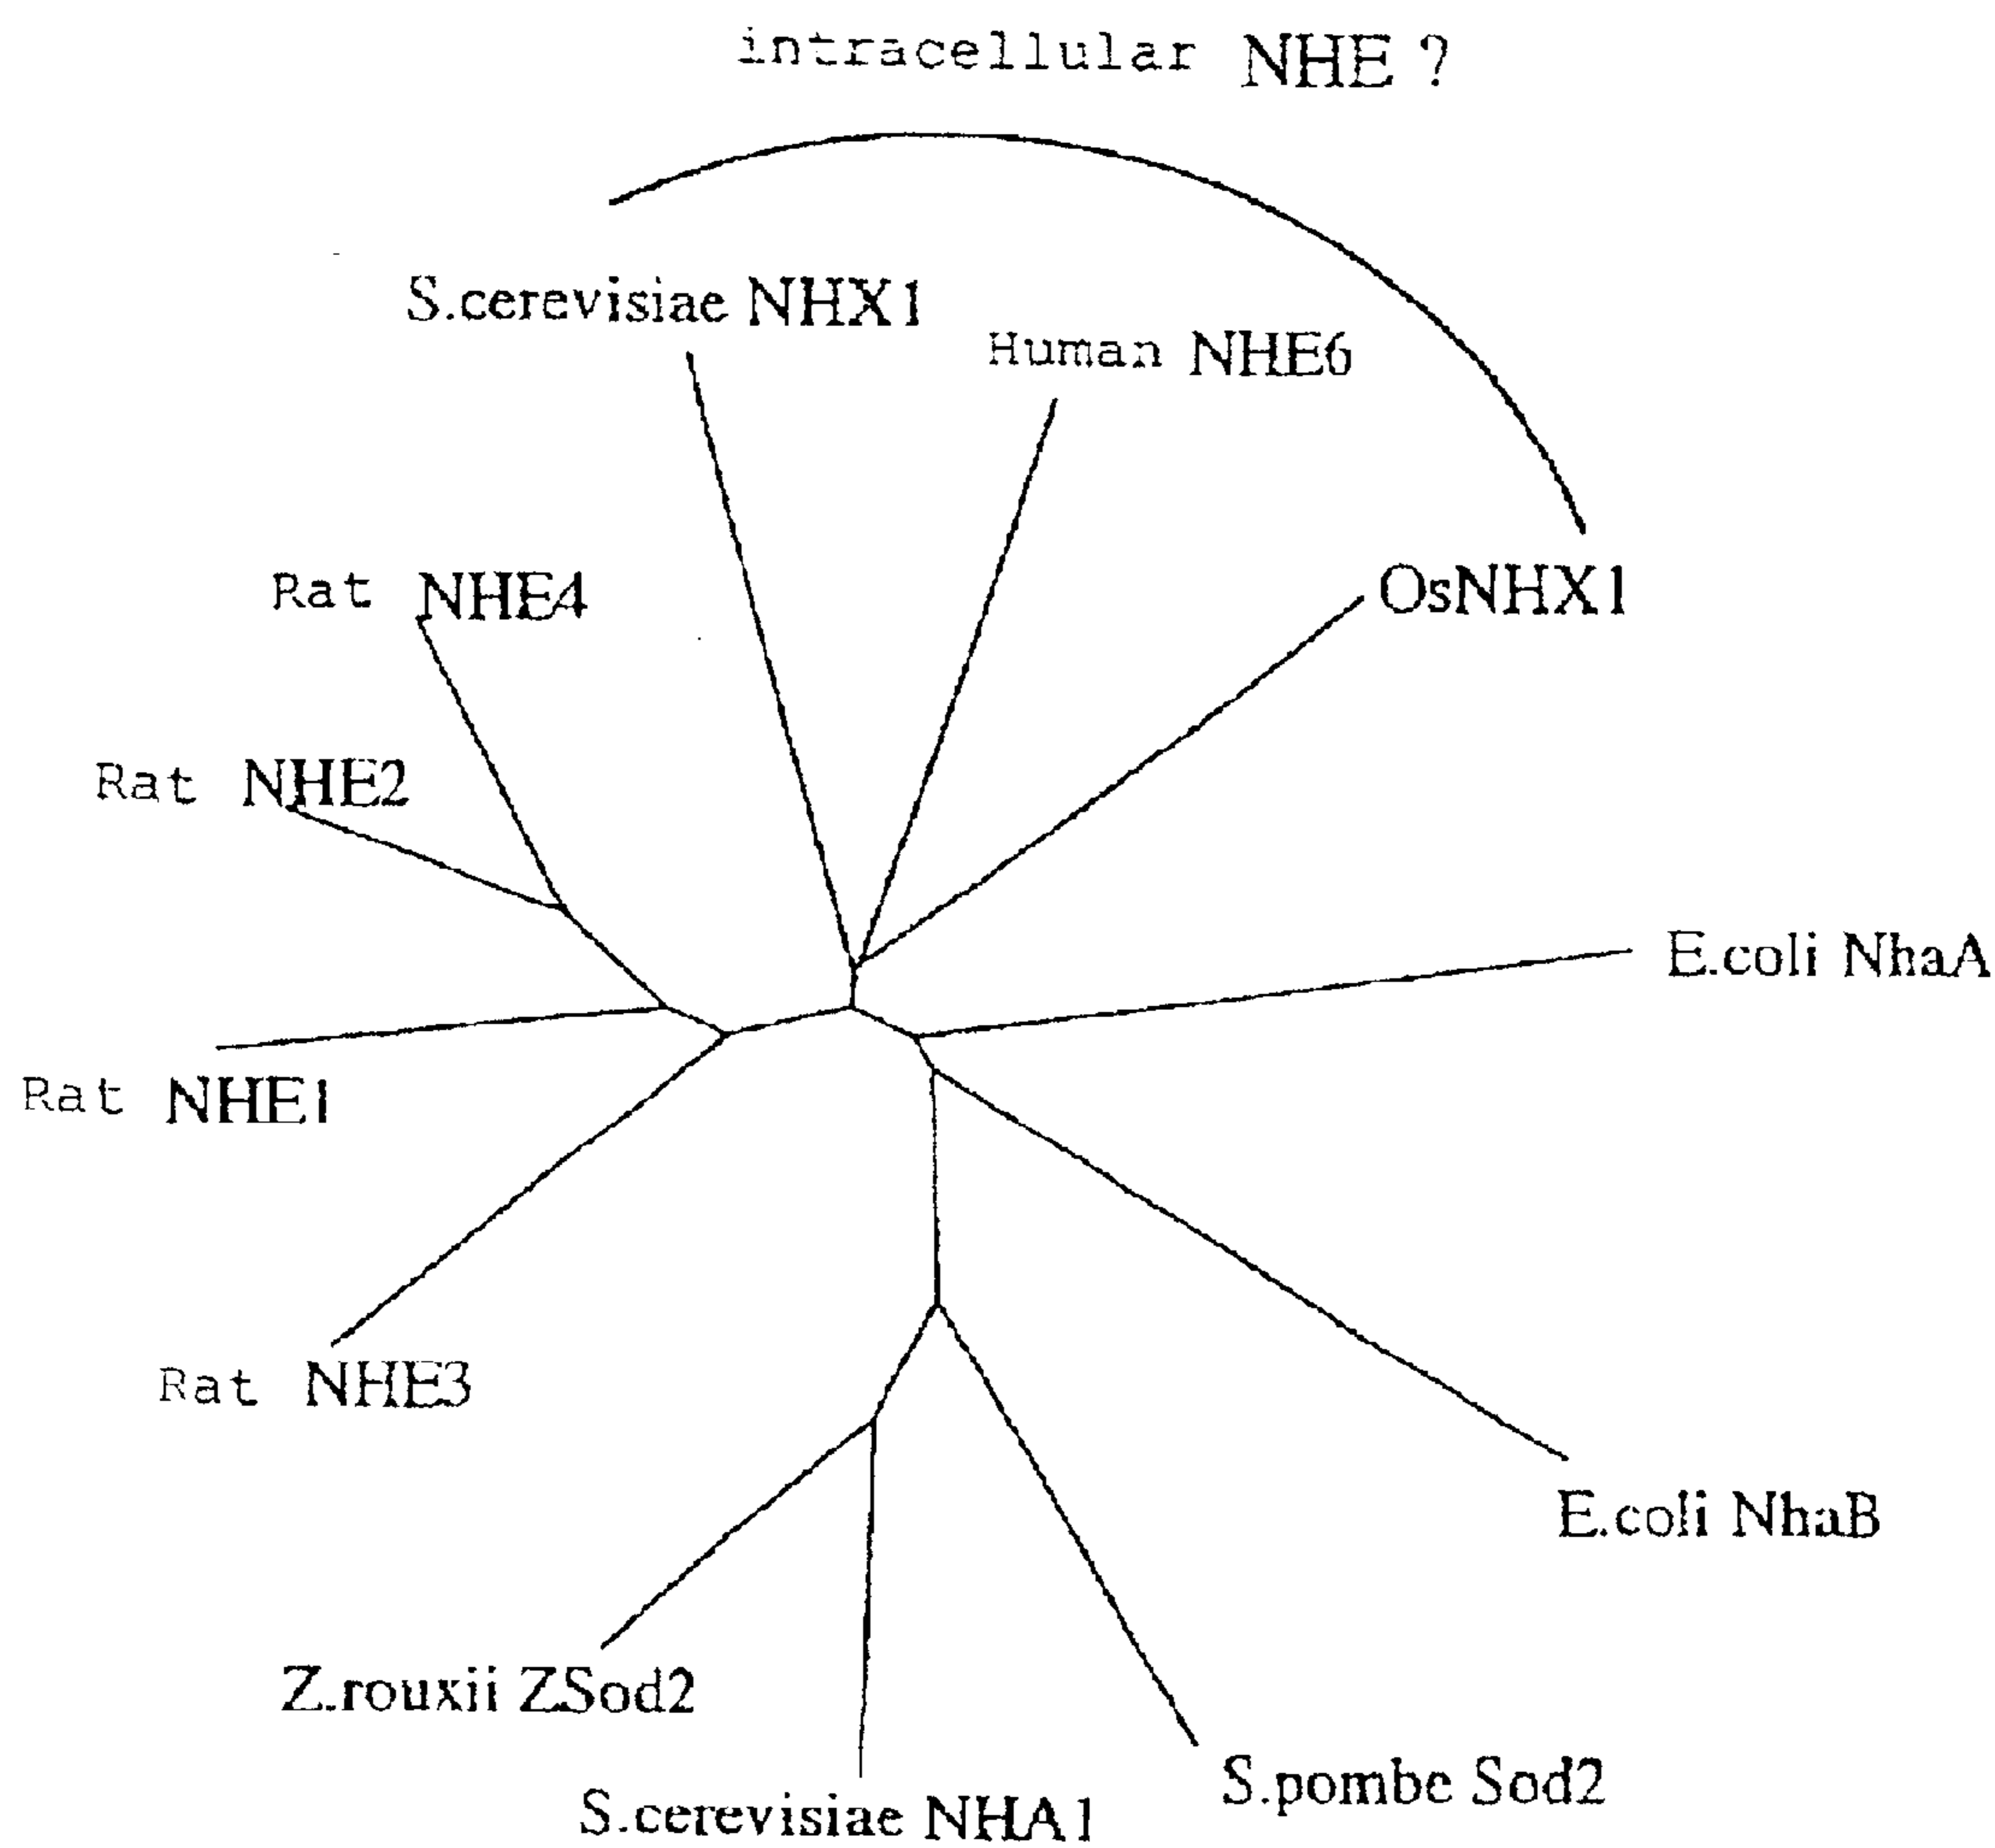 intracellular NHE ?
S.cerevisiae NHX1
Human NHE6
Rat NHE4
OsNHX1
Rat NHE2
E.coli NhaA
Rat NHE1
Rat NHE3
E.coli NhaB
Z.rouxii ZSod2
S.pombe Sod2
S.cerevisiae NHA1